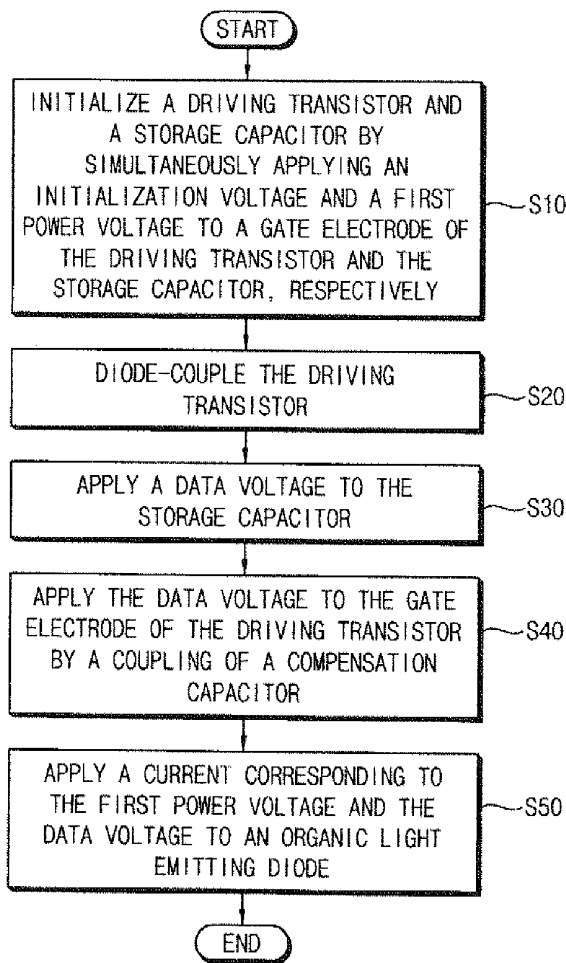 START
INITIALIZE A DRIVING TRANSISTOR AND
A STORAGE CAPACITOR BY
SIMULTANEOUSLY APPLYING AN
INITIALIZATION VOLTAGE AND A FIRST
POWER VOLTAGE TO A GATE ELECTRODE OF
THE DRIVING TRANSISTOR AND THE
STORAGE CAPACITOR, RESPECTIVELY
S10
DIODE-COUPLE THE DRIVING
TRANSISTOR
S20
APPLY A DATA VOLTAGE TO THE
STORAGE CAPACITOR
S30
APPLY THE DATA VOLTAGE TO THE GATE
ELECTRODE OF THE DRIVING TRANSISTOR
BY A COUPLING OF A COMPENSATION
CAPACITOR
S40
APPLY A CURRENT CORRESPONDING TO
THE FIRST POWER VOLTAGE AND THE
DATA VOLTAGE TO AN ORGANIC LIGHT
EMITTING DIODE
S50
END